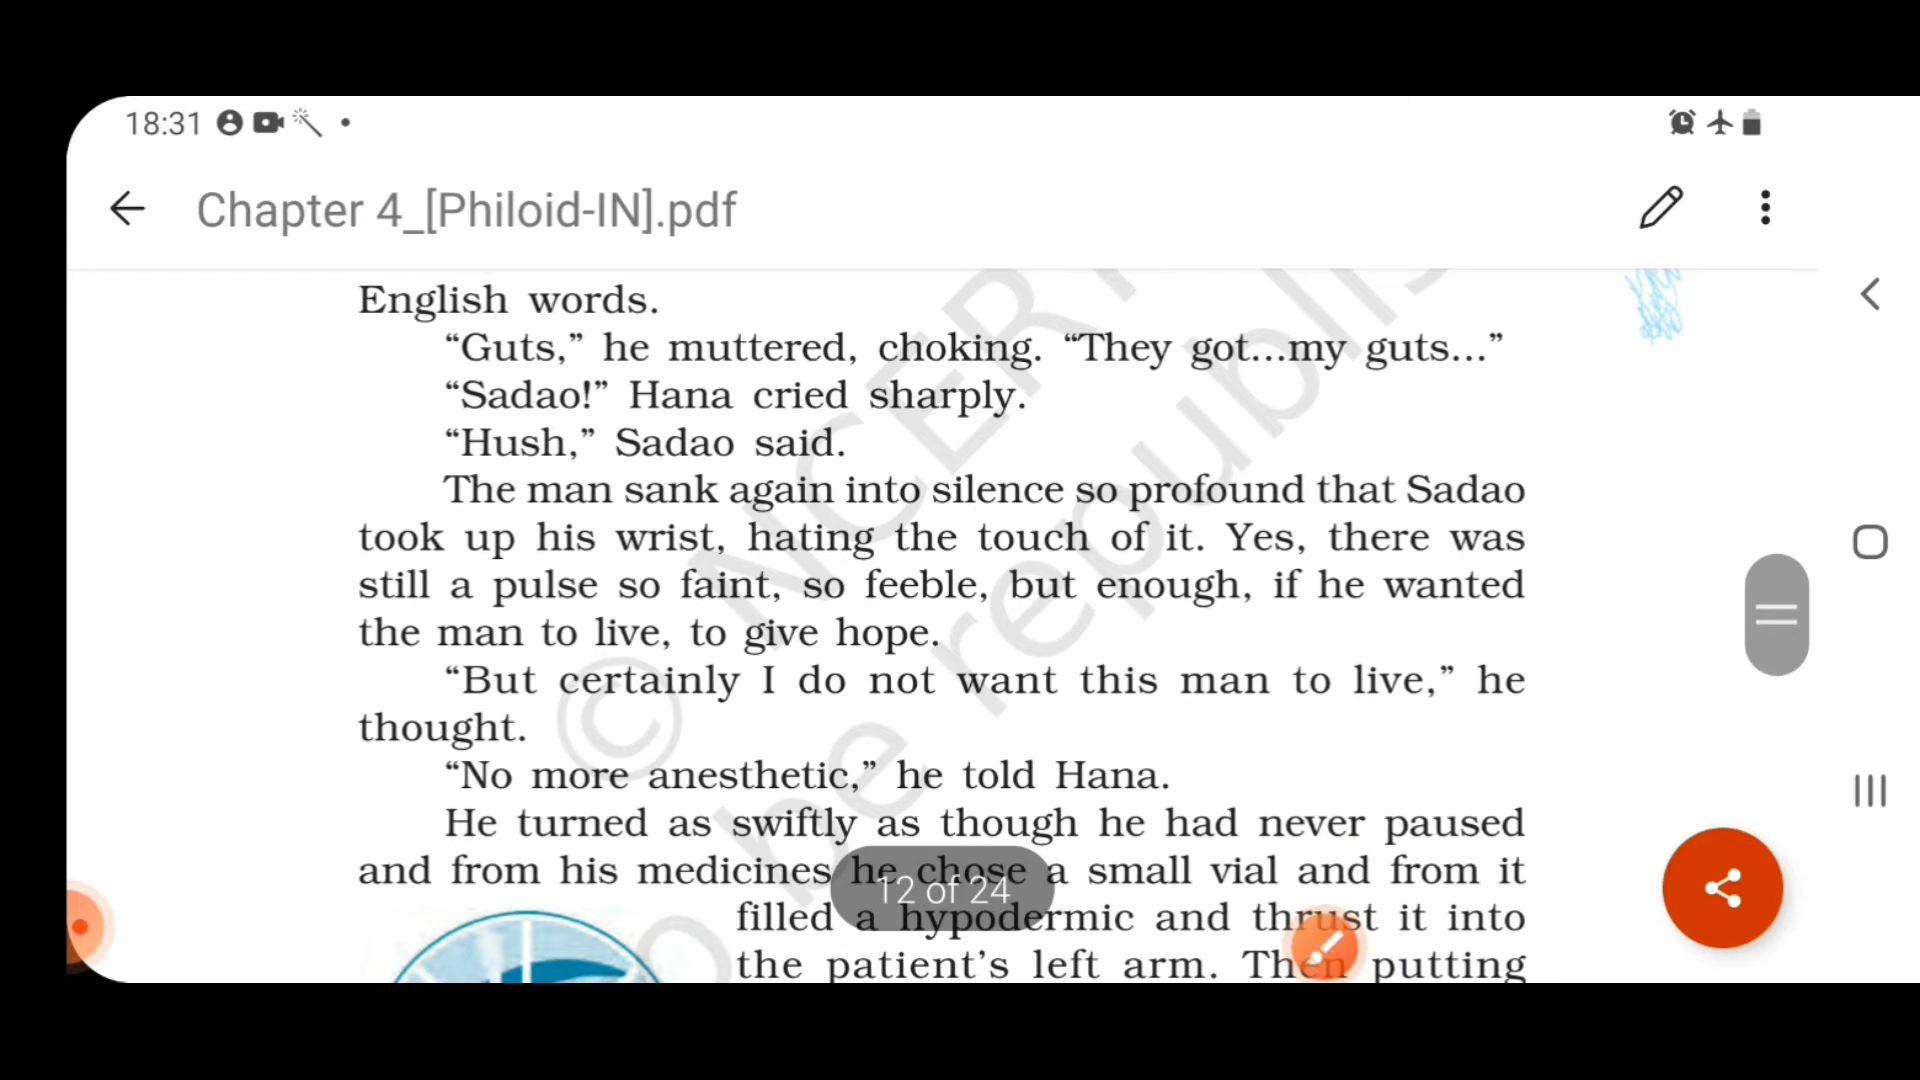 18:31
Chapter 4_[Philoid-IN].pdf
English words.
“Guts,” he muttered, choking. “They got...my guts...”
“Sadao!” Hana cried sharply.
“Hush,” Sadao said.
The man sank again into silence so profound that Sadao
took up his wrist, hating the touch of it. Yes, there was
still a pulse so faint, so feeble, but enough, if he wanted
the man to live, to give hope.
“But certainly I do not want this man to live,” he
thought.
“No more anesthetic,” he told Hana.
He turned as swiftly as though he had never paused
and from his medicines he chose a small vial and from it
12 of 24
filled a hypodermic and thrust it into
the patient’s left arm. Then putting
© NCERT
be republis